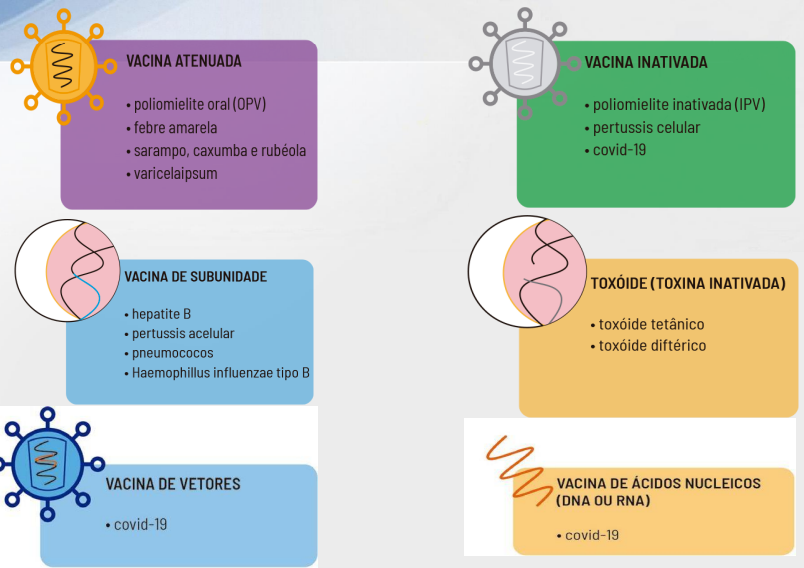 VACINA ATENUADA
• poliomielite oral (OPV)
• febre amarela
• sarampo, caxumba e rubéola
• varicelaipsum
VACINA INATIVADA
• poliomielite inativada (IPV)
• pertussis celular
• covid-19
VACINA DE SUBUNIDADE
• hepatite B
• pertussis acelular
• pneumococos
• Haemophillus influenzae tipo B
TOXÓIDE (TOXINA INATIVADA)
• toxóide tetânico
• toxóide diftérico
VACINA DE VETORES
• covid-19
VACINA DE ÁCIDOS NUCLEICOS
(DNA OU RNA)
• covid-19